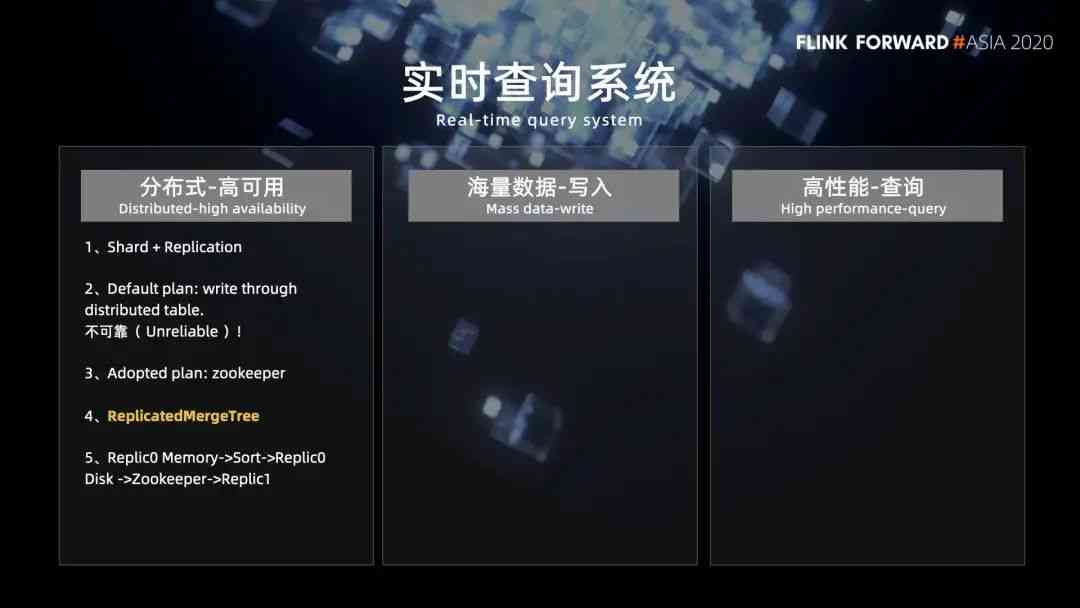 FLINK FORWARD #ASIA 2020
实时查询系统
Real-time query system
分布式-高可用
Distributed-high availability
1、Shard + Replication
2、Default plan: write through
distributed table.
不可靠（ Unreliable ）！
3、Adopted plan: zookeeper
4、ReplicatedMergeTree
5、Replic0 Memory->Sort->Replic0
Disk ->Zookeeper->Replic1
海量数据-写入
Mass data-write
高性能-查询
High performance-query